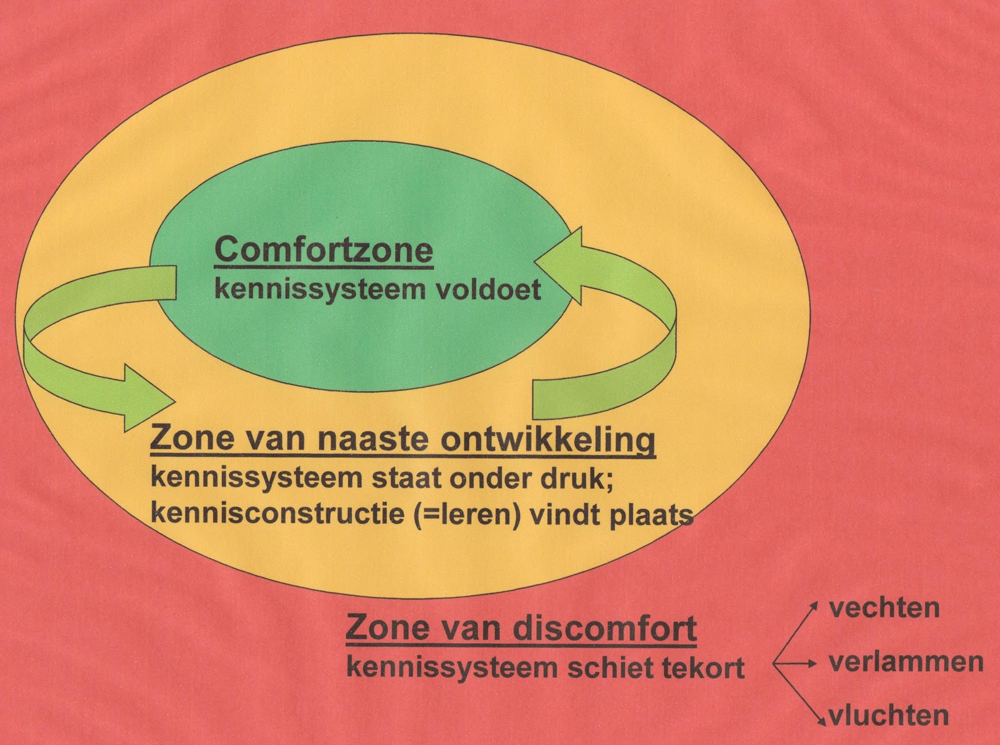 Comfortzone
kennissysteem voldoet
Zone van naaste ontwikkeling
kennissysteem staat onder druk;
kennisconstructie (=leren) vindt plaats
Zone van discomfort
kennissysteem schiet tekort
vechten
verlammen
vluchten